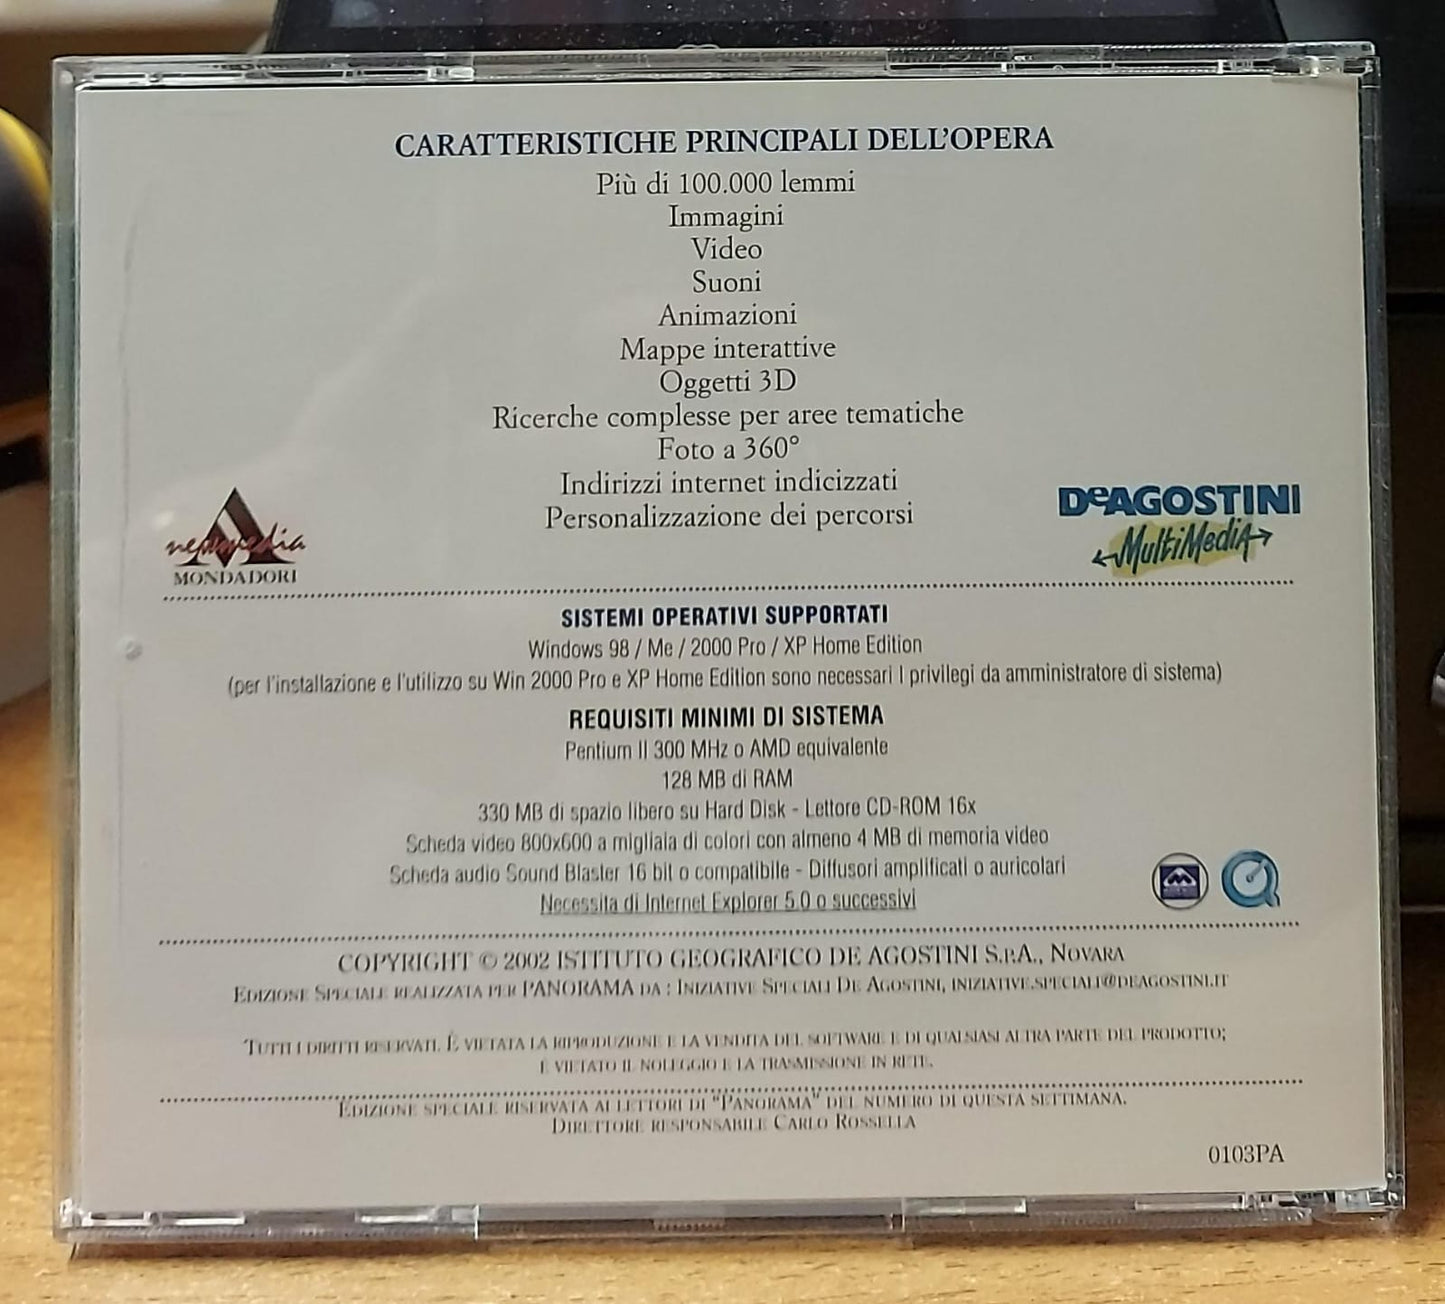 CARATTERISTICHE PRINCIPALI DELL'OPERA
Più di 100.000 lemmi
Immagini
Video
Suoni
Animazioni
Mappe interattive
Oggetti 3D
Ricerche complesse per aree tematiche
Foto a 360°
Indirizzi internet indicizzati
Personalizzazione dei percorsi
newmedia
MONDADORI
DeAGOSTINI
MultiMediA
SISTEMI OPERATIVI SUPPORTATI
Windows 98 / Me / 2000 Pro / XP Home Edition
(per l'installazione e l'utilizzo su Win 2000 Pro e XP Home Edition sono necessari I privilegi da amministratore di sistema)
REQUISITI MINIMI DI SISTEMA
Pentium II 300 MHz o AMD equivalente
128 MB di RAM
330 MB di spazio libero su Hard Disk - Lettore CD-ROM 16x
Scheda video 800x600 a migliaia di colori con almeno 4 MB di memoria video
Scheda audio Sound Blaster 16 bit o compatibile - Diffusori amplificati o auricolari
Necessita di Internet Explorer 5.0 o successivi
COPYRIGHT © 2002 ISTITUTO GEOGRAFICO DE AGOSTINI S.P.A., NOVARA
EDIZIONE SPECIALE REALIZZATA PER PANORAMA DA : INIZIATIVE SPECIALI DE AGOSTINI, INIZIATIVE.SPECIALI@DEAGOSTINI.IT
TUTTI I DIRITTI RISERVATI. È VIETATA LA RIPRODUZIONE E LA VENDITA DEL SOFTWARE E DI QUALSIASI ALTRA PARTE DEL PRODOTTO;
È VIETATO IL NOLEGGIO E LA TRASMISSIONE IN RETE.
EDIZIONE SPECIALE RISERVATA AI LETTORI DI "PANORAMA" DEL NUMERO DI QUESTA SETTIMANA.
DIRETTORE RESPONSABILE CARLO ROSSELLA
0103PA